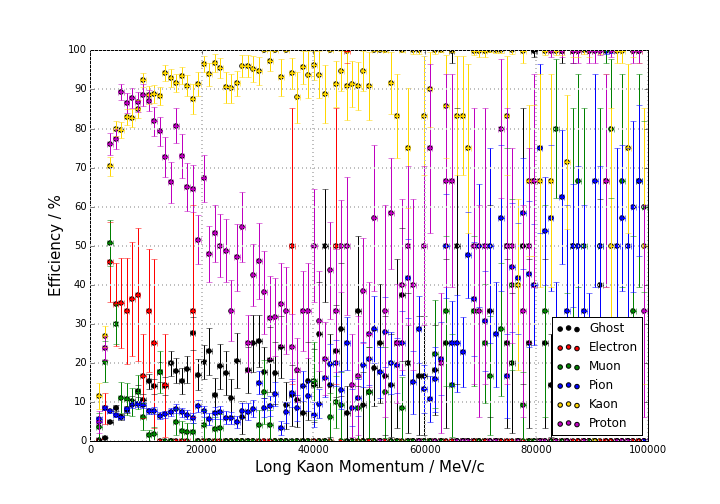 100
90
80
70
60
50
40
30
20
10
0
Efficiency / %
Ghost
Electron
Muon
Pion
Kaon
Proton
0 20000 40000 60000 80000 100000
Long Kaon Momentum / MeV/c